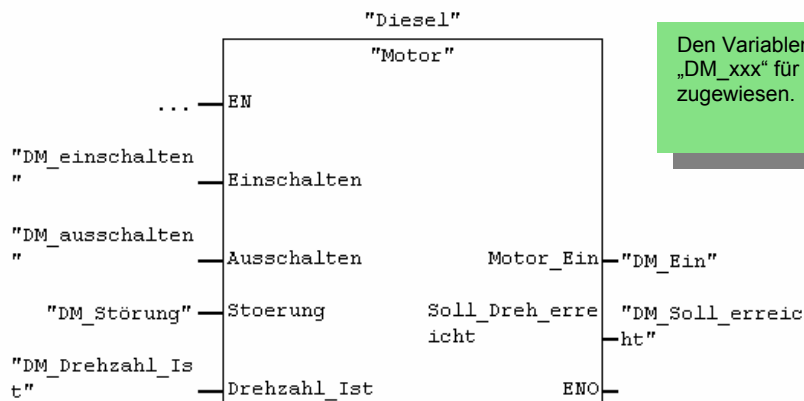 "Diesel"
"Motor"
Den Variablen
„DM_xxx“ für
zugewiesen.
... EN
"DM_einschalten
" Einschalten
"DM_ausschalten
" Ausschalten Motor_Ein "DM_Ein"
"DM_Störung" Stoerung Soll_Dreh_erre "DM_Soll_erreic
icht ht"
"DM_Drehzahl_Is
t" Drehzahl_Ist ENO